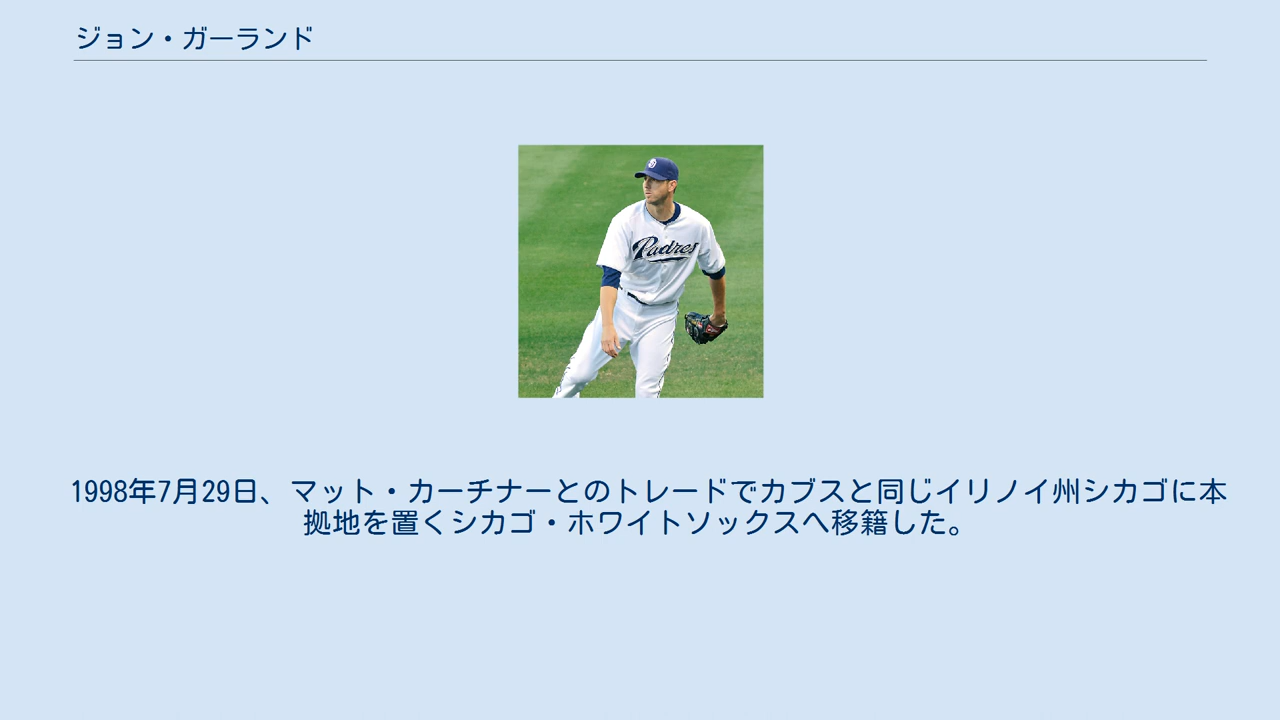 ジョン・ガーランド
Padres
1998年7月29日、マット・カーチナーとのトレードでカブスと同じイリノイ州シカゴに本
拠地を置くシカゴ・ホワイトソックスへ移籍した。